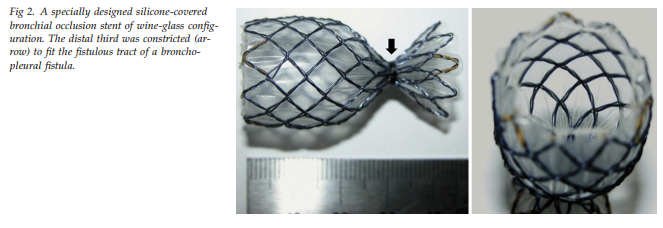 Fig 2. A specially designed silicone-covered
bronchial occlusion stent of wine-glass config-
uration. The distal third was constricted (ar-
row) to fit the fistulous tract of a broncho-
pleural fistula.